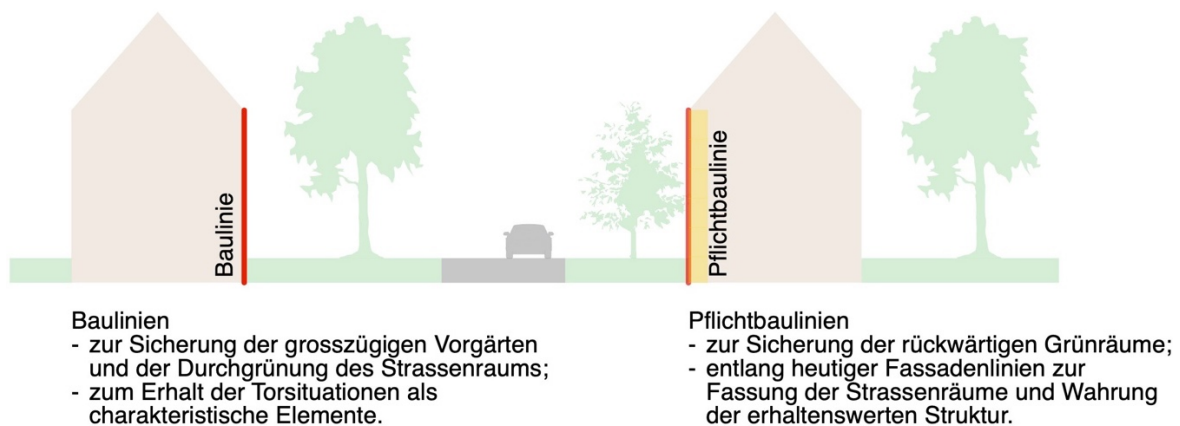 Baulinie
Pflichtbaulinie
Baulinien
- zur Sicherung der grosszügigen Vorgärten
und der Durchgrünung des Strassenraums;
- zum Erhalt der Torsituationen als
charakteristische Elemente.
Pflichtbaulinien
- zur Sicherung der rückwärtigen Grünräume;
- entlang heutiger Fassadenlinien zur
Fassung der Strassenräume und Wahrung
der erhaltenswerten Struktur.